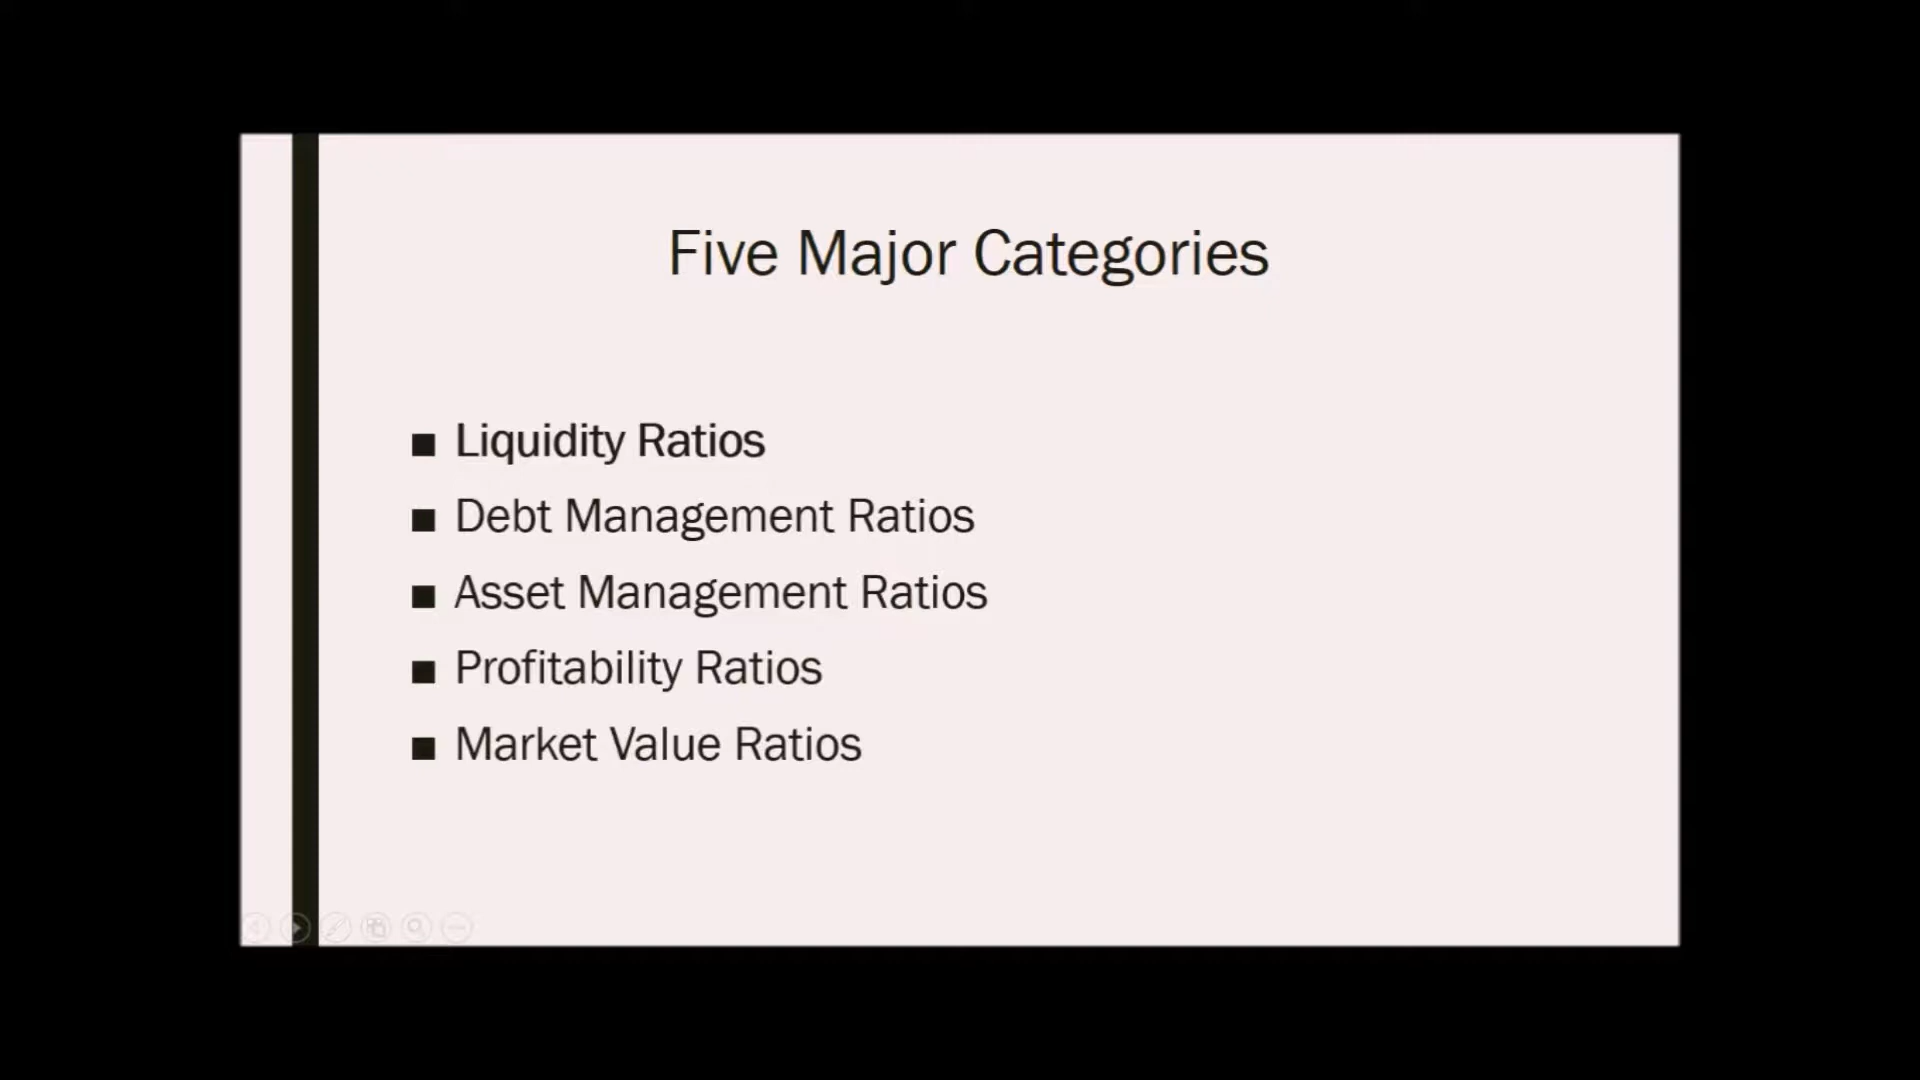 Five Major Categories
Liquidity Ratios
Debt Management Ratios
Asset Management Ratios
Profitability Ratios
Market Value Ratios